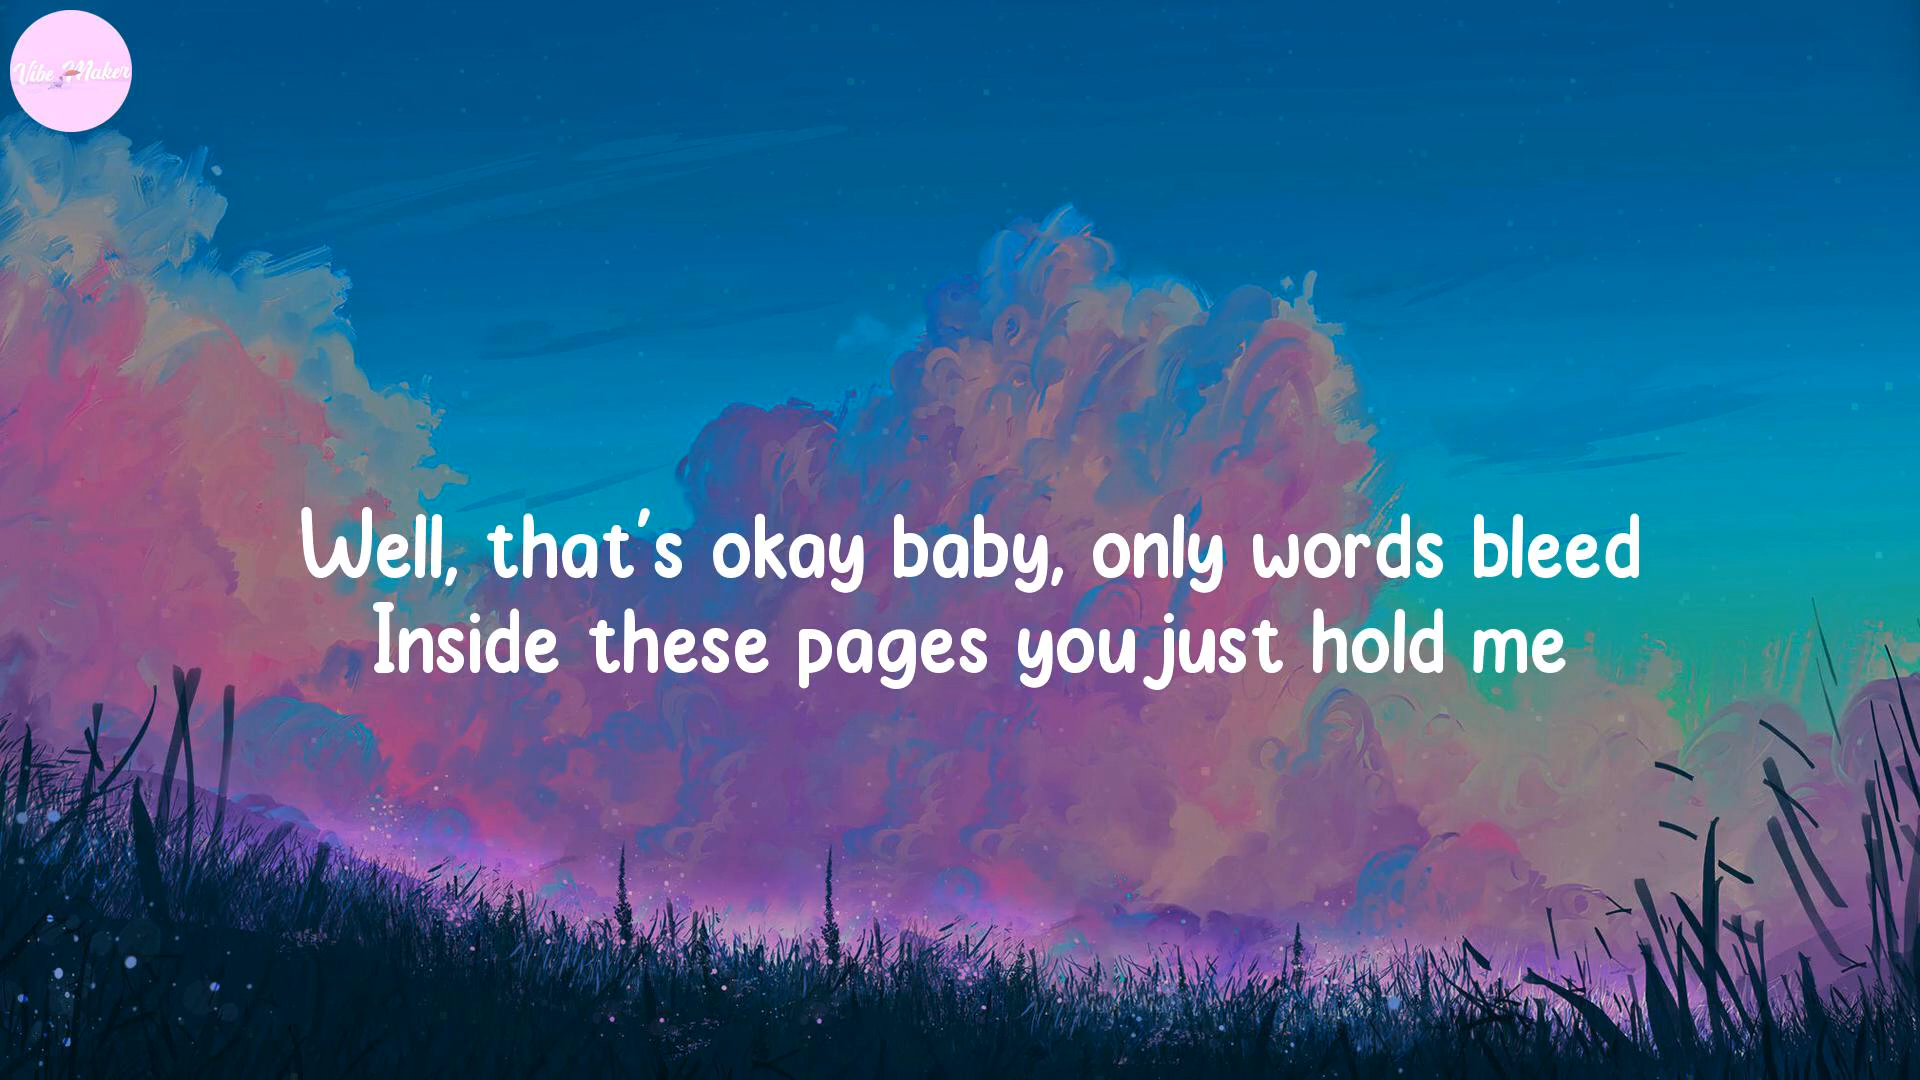 Vibe Maker
Well, that's okay baby, only words bleed
Inside these pages you just hold me